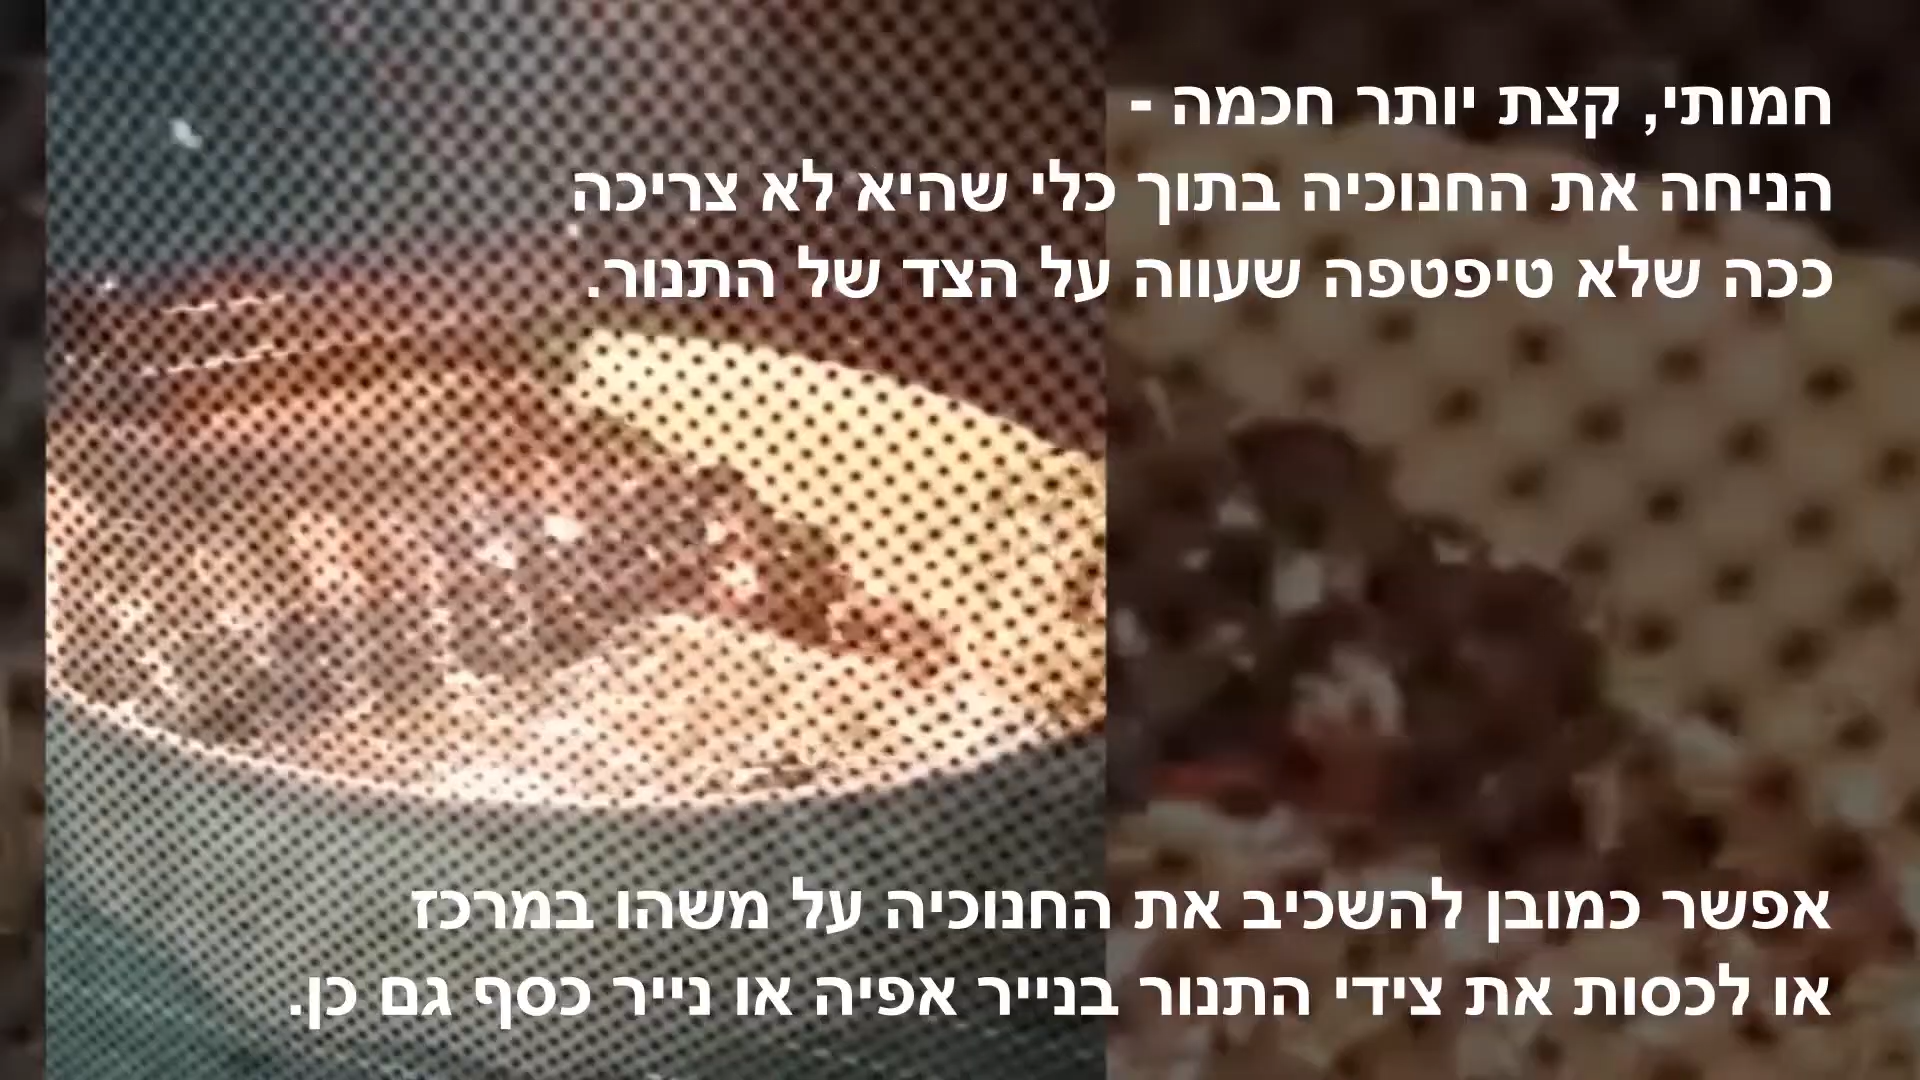 חמותי, קצת יותר חכמה -
הניחה את החנוכיה בתוך כלי שהיא לא צריכה
ככה שלא טיפטפה שעווה על הצד של התנור.
אפשר כמובן להשכיב את החנוכיה על משהו במרכז
או לכסות את צידי התנור בנייר אפיה או נייר כסף גם כן.